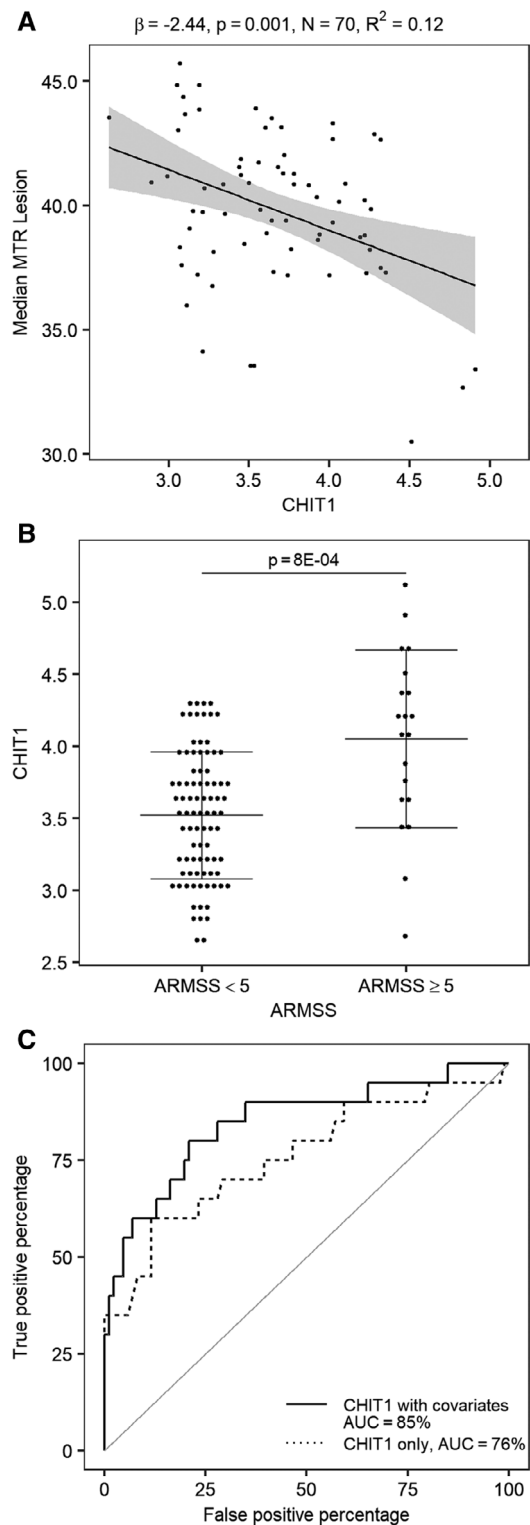 A
β = -2.44, p = 0.001, N = 70, R² = 0.12
45.0
40.0
35.0
30.0
Median MTR Lesion
3.0 3.5 4.0 4.5 5.0
CHIT1
B
p = 8E-04
5.0
4.5
4.0
3.5
3.0
2.5
CHIT1
ARMSS < 5 ARMSS ≥ 5
ARMSS
C
100
75
50
25
0
True positive percentage
CHIT1 with covariates
AUC = 85%
CHIT1 only, AUC = 76%
0 25 50 75 100
False positive percentage